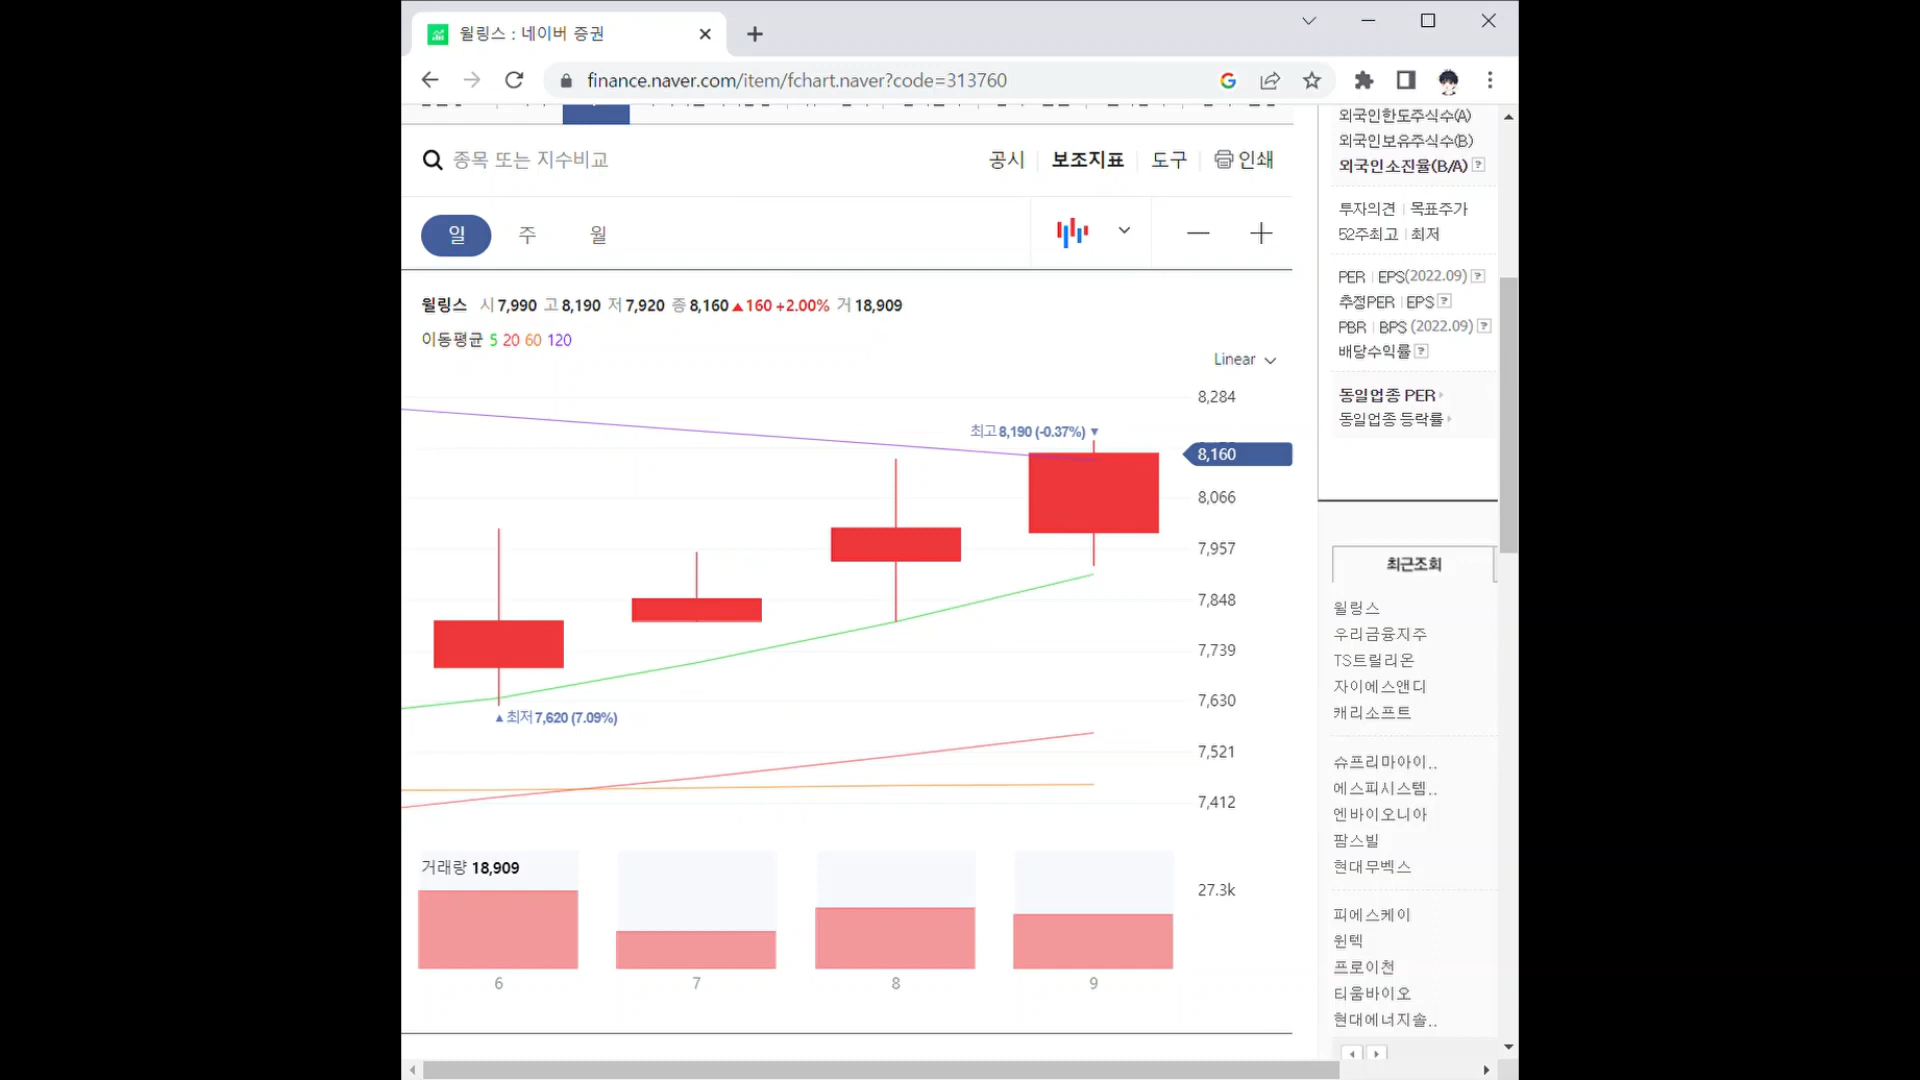 윌링스 : 네이버 증권
finance.naver.com/item/fchart.naver?code=313760
종목 또는 지수비교
공시 보조지표 도구 인쇄
일 주 월
윌링스 시 7,990 고 8,190 저 7,920 종 8,160 ▲160 +2.00% 거 18,909
이동평균 5 20 60 120
Linear
8,284
최고 8,190 (-0.37%) ▼
8,160
8,066
7,957
7,848
7,739
7,630
▲최저 7,620 (7.09%)
7,521
7,412
거래량 18,909
27.3k
6 7 8 9
외국인한도주식수(A)
외국인보유주식수(B)
외국인소진율(B/A) ?
투자의견 | 목표주가
52주최고 | 최저
PER | EPS(2022.09) ?
추정PER | EPS ?
PBR | BPS (2022.09) ?
배당수익률 ?
동일업종 PER
동일업종 등락률
최근조회
윌링스
우리금융지주
TS트릴리온
자이에스앤디
캐리소프트
슈프리마아이..
에스피시스템..
엔바이오니아
팜스빌
현대무벡스
피에스케이
윈텍
프로이천
티움바이오
현대에너지솔..